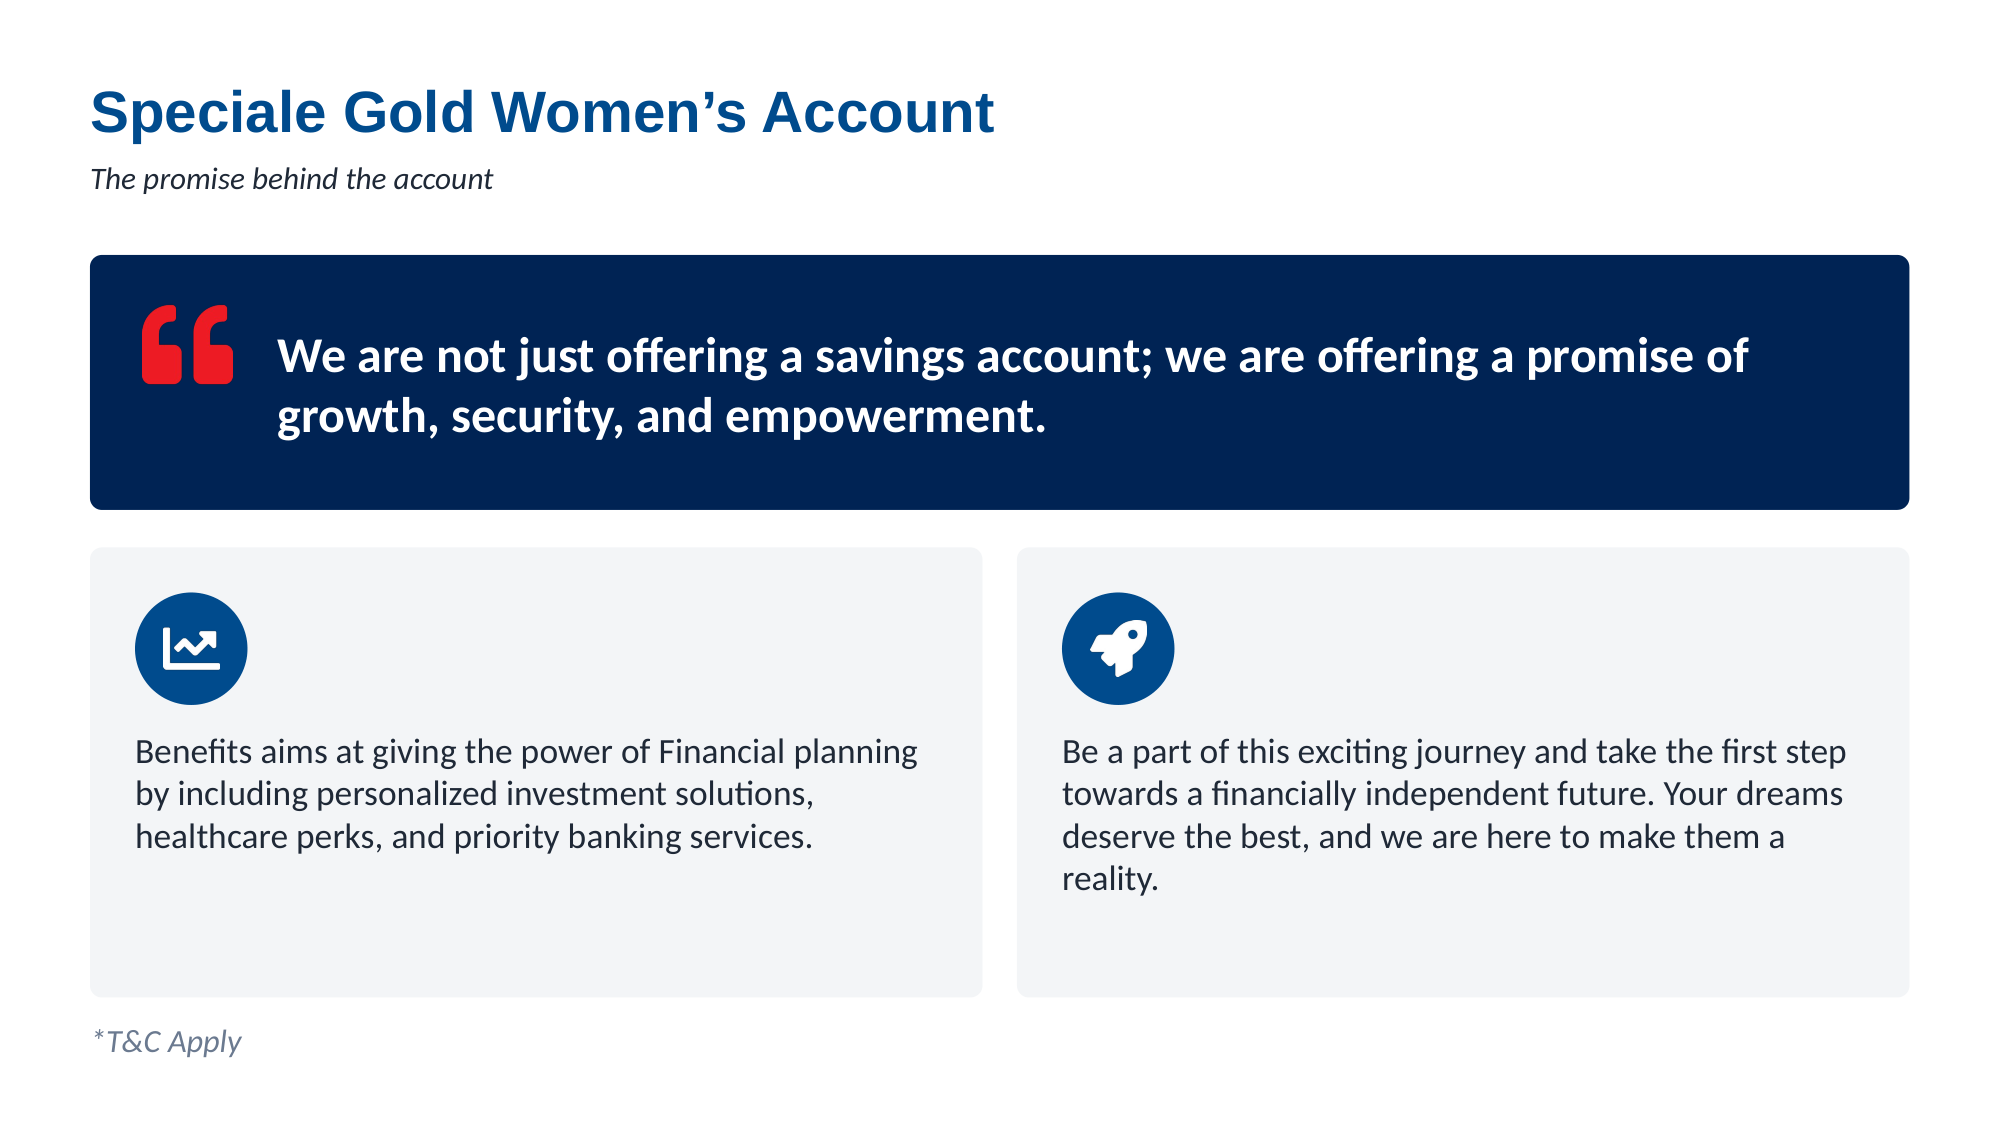 Speciale Gold Women’s Account
The promise behind the account
We are not just offering a savings account; we are offering a promise of
growth, security, and empowerment.
Benefits aims at giving the power of Financial planning
by including personalized investment solutions,
healthcare perks, and priority banking services.
Be a part of this exciting journey and take the first step
towards a financially independent future. Your dreams
deserve the best, and we are here to make them a
reality.
*T&C Apply